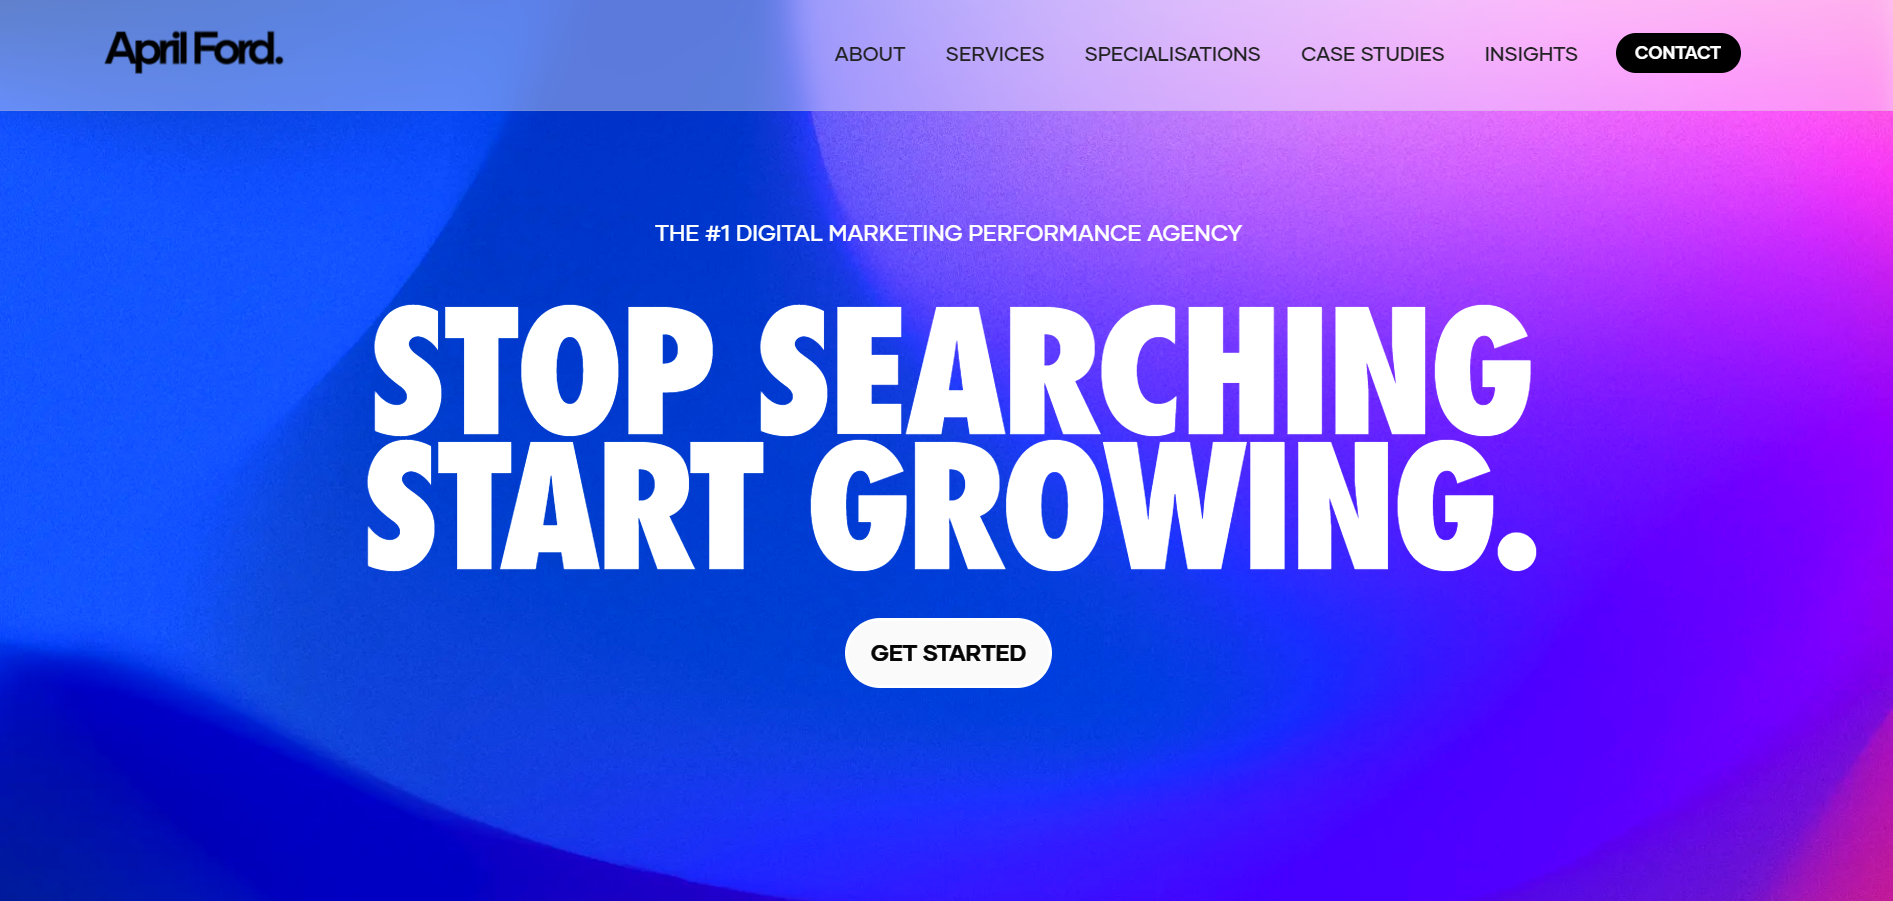 April Ford.
ABOUT SERVICES SPECIALISATIONS CASE STUDIES INSIGHTS CONTACT
THE #1 DIGITAL MARKETING PERFORMANCE AGENCY
STOP SEARCHING
START GROWING.
GET STARTED